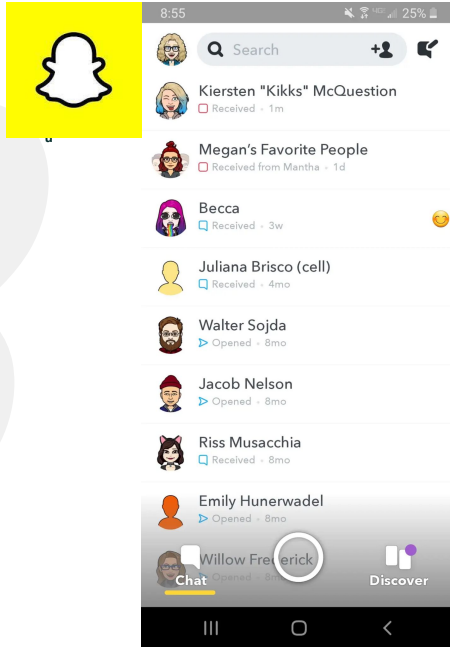 8:55
25%
Search
Kiersten "Kikks" McQuestion
Received · 1m
Megan's Favorite People
Received from Mantha · 1d
Becca
Received · 3w
Juliana Brisco (cell)
Received · 4mo
Walter Sojda
Opened · 8mo
Jacob Nelson
Opened · 8mo
Riss Musacchia
Received · 8mo
Emily Hunerwadel
Opened · 8mo
Willow Frederick
Opened
Chat
Discover